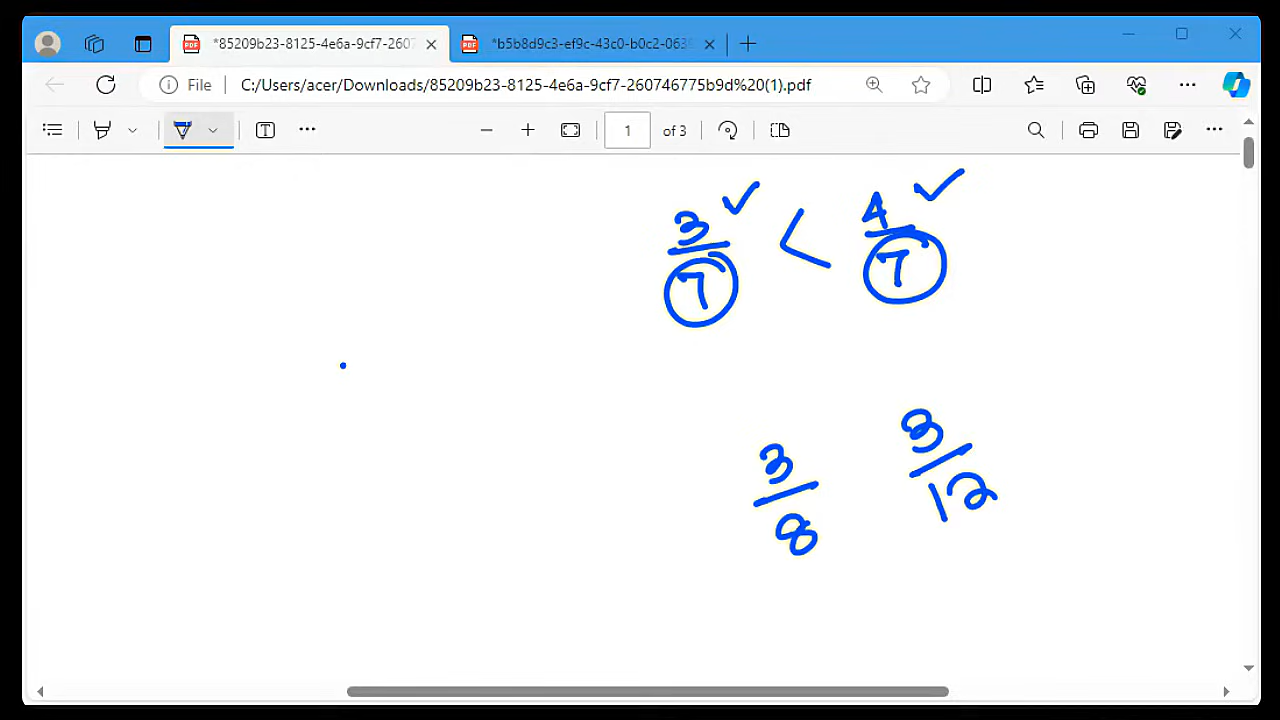 *85209b23-8125-4e6a-9cf7-2607
*b5b8d9c3-ef9c-43c0-b0c2-063
File C:/Users/acer/Downloads/85209b23-8125-4e6a-9cf7-260746775b9d%20(1).pdf
1 of 3
3/7 < 4/7
3/8 3/12